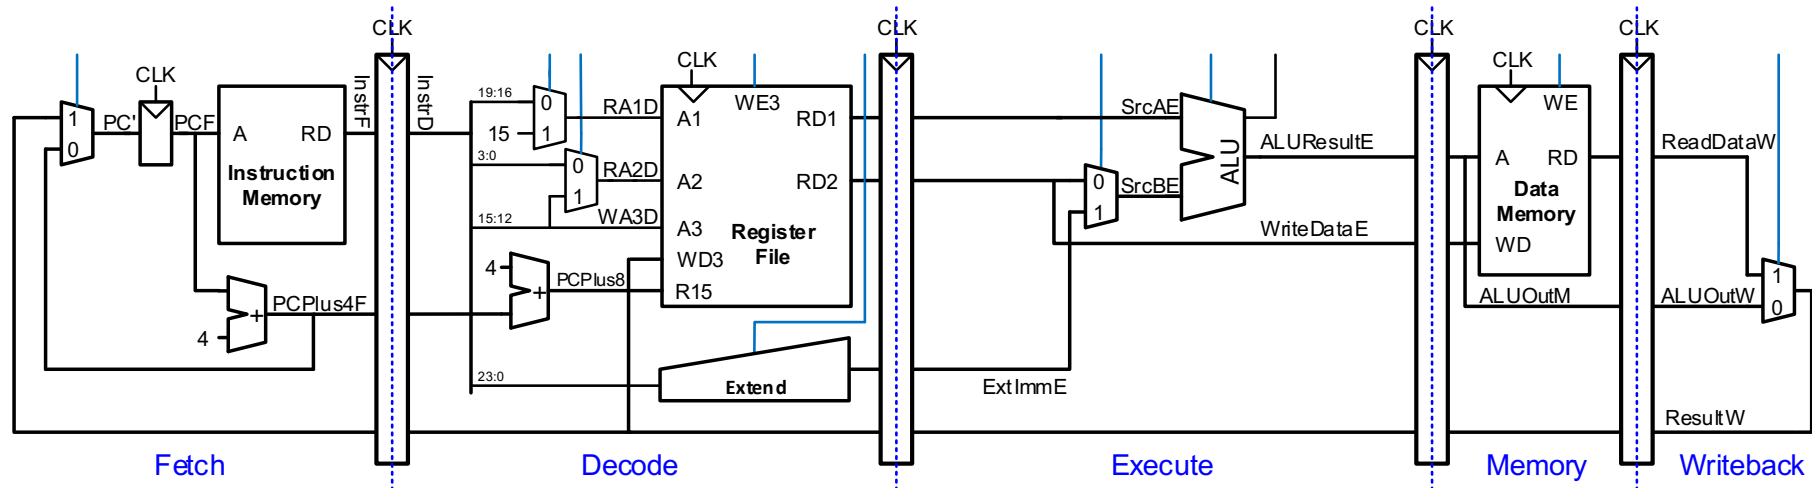 CLK
CLK
CLK
CLK
CLK
CLK
CLK
1
0
PC'
PCF
A
RD
Instruction
Memory
InstrF
InstrD
4
+
PCPlus4F
19:16
15
0
1
RA1D
3:0
0
1
RA2D
15:12
WA3D
4
+
PCPlus8
23:0
A1
A2
A3
WD3
R15
WE3
RD1
RD2
Register
File
Extend
SrcAE
0
1
SrcBE
ALU
ALUResultE
WriteDataE
ExtImmE
WE
A
RD
Data
Memory
WD
ALUOutM
ReadDataW
ALUOutW
1
0
ResultW
Fetch
Decode
Execute
Memory
Writeback